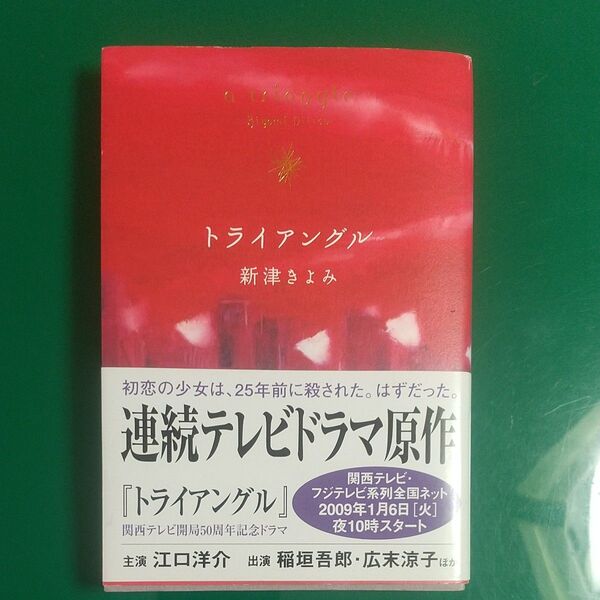 a triangle
トライアングル
新津きよみ
初恋の少女は、25年前に殺された。はずだった。
連続テレビドラマ原作
『トライアングル』
関西テレビ開局50周年記念ドラマ
関西テレビ・
フジテレビ系列全国ネット
2009年1月6日[火]
夜10時スタート
主演 江口洋介 出演 稲垣吾郎・広末涼子ほか